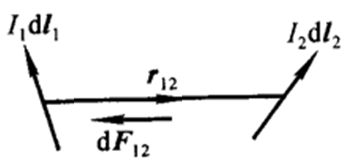 I₁dl₁
I₂dl₂
r₁₂
dF₁₂